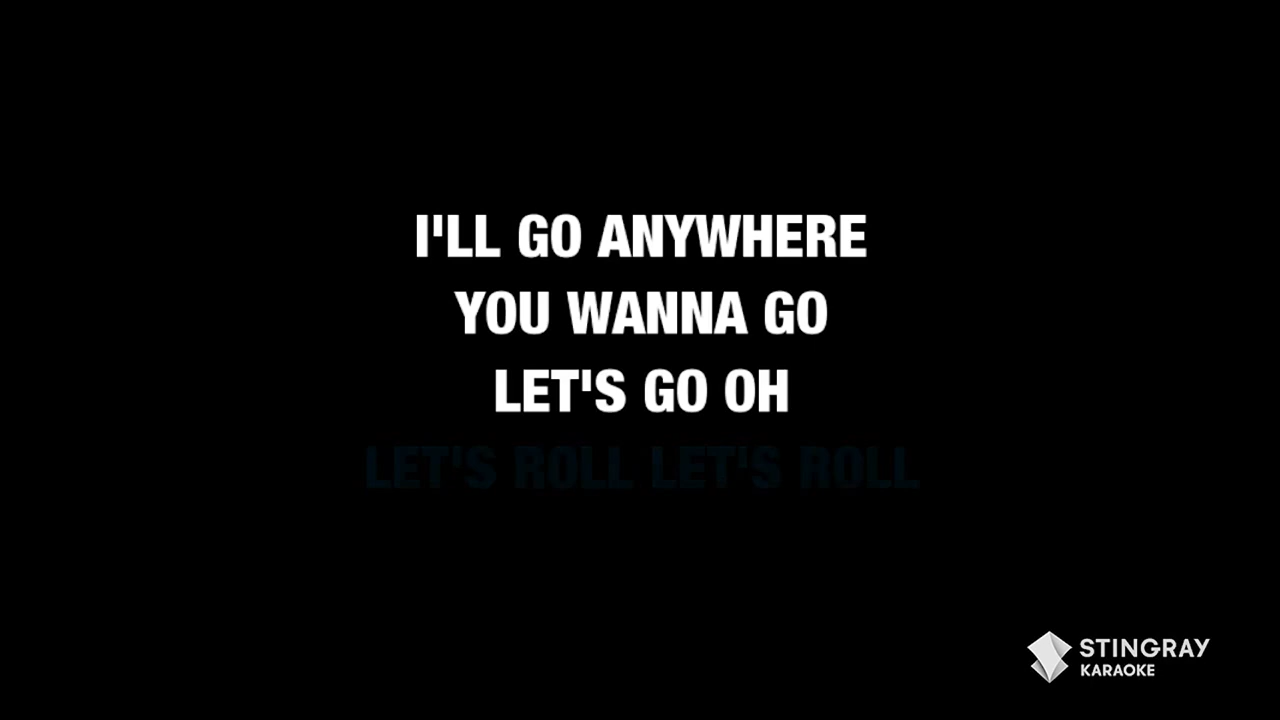 I'LL GO ANYWHERE
YOU WANNA GO
LET'S GO OH
LET'S ROLL LET'S ROLL
STINGRAY
KARAOKE